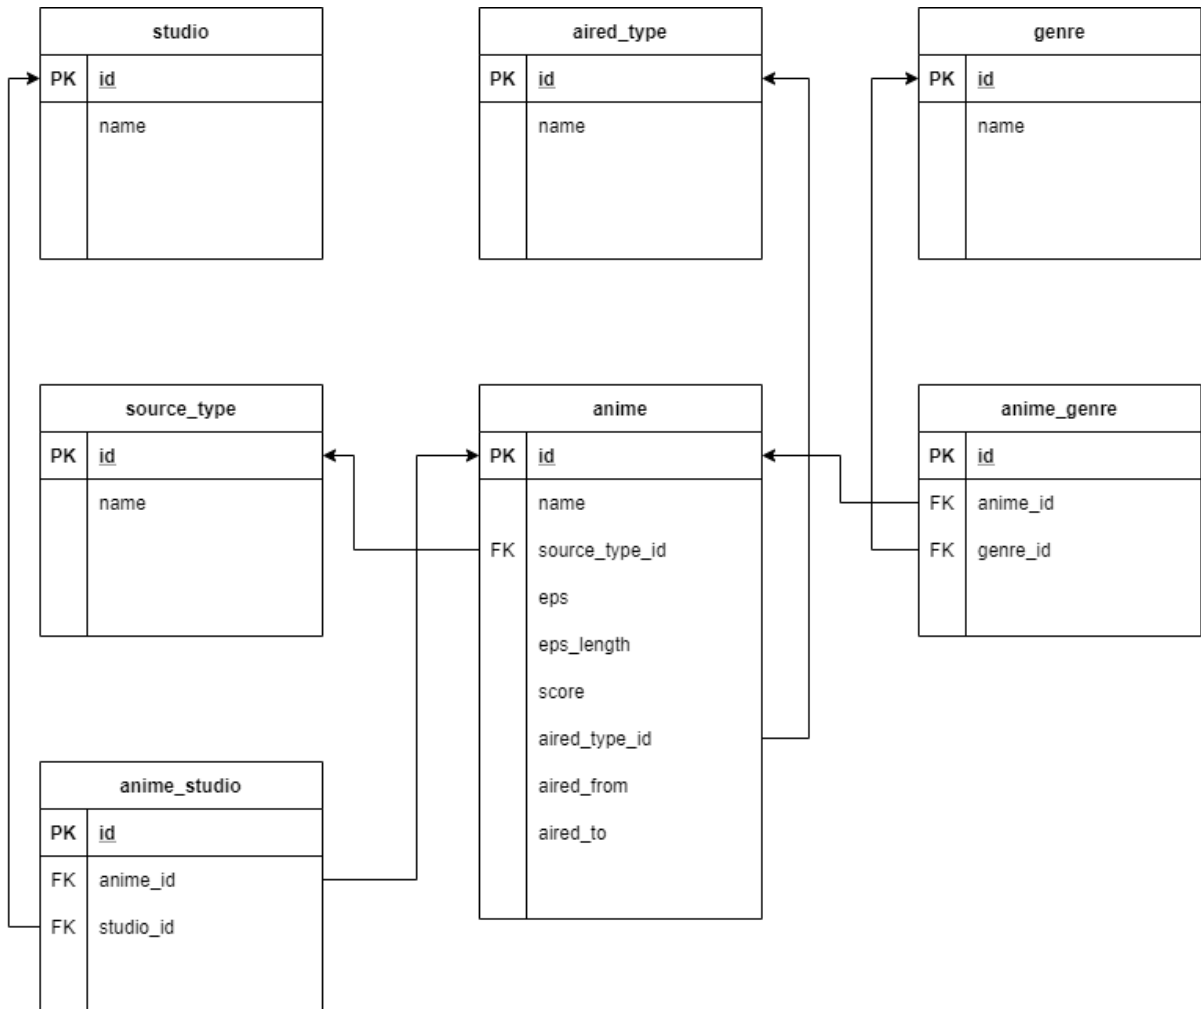 studio
PK id
name
aired_type
PK id
name
genre
PK id
name
source_type
PK id
name
anime
PK id
name
FK source_type_id
eps
eps_length
score
aired_type_id
aired_from
aired_to
anime_genre
PK id
FK anime_id
FK genre_id
anime_studio
PK id
FK anime_id
FK studio_id